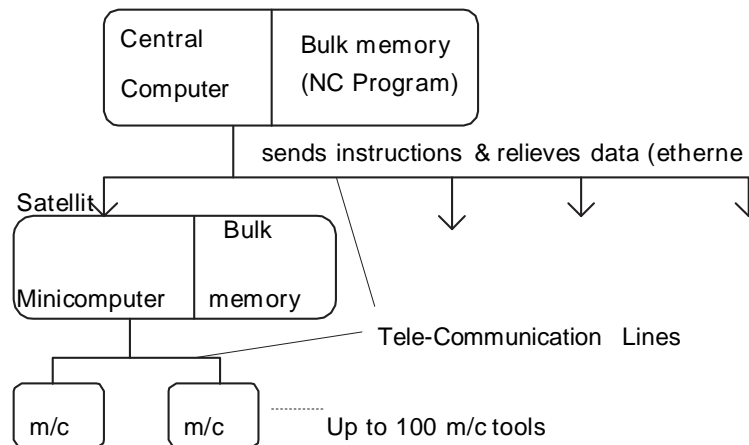 Central
Computer
Bulk memory
(NC Program)
sends instructions & relieves data (etherne
Satellit
Minicomputer
Bulk
memory
Tele-Communication Lines
m/c
m/c
Up to 100 m/c tools